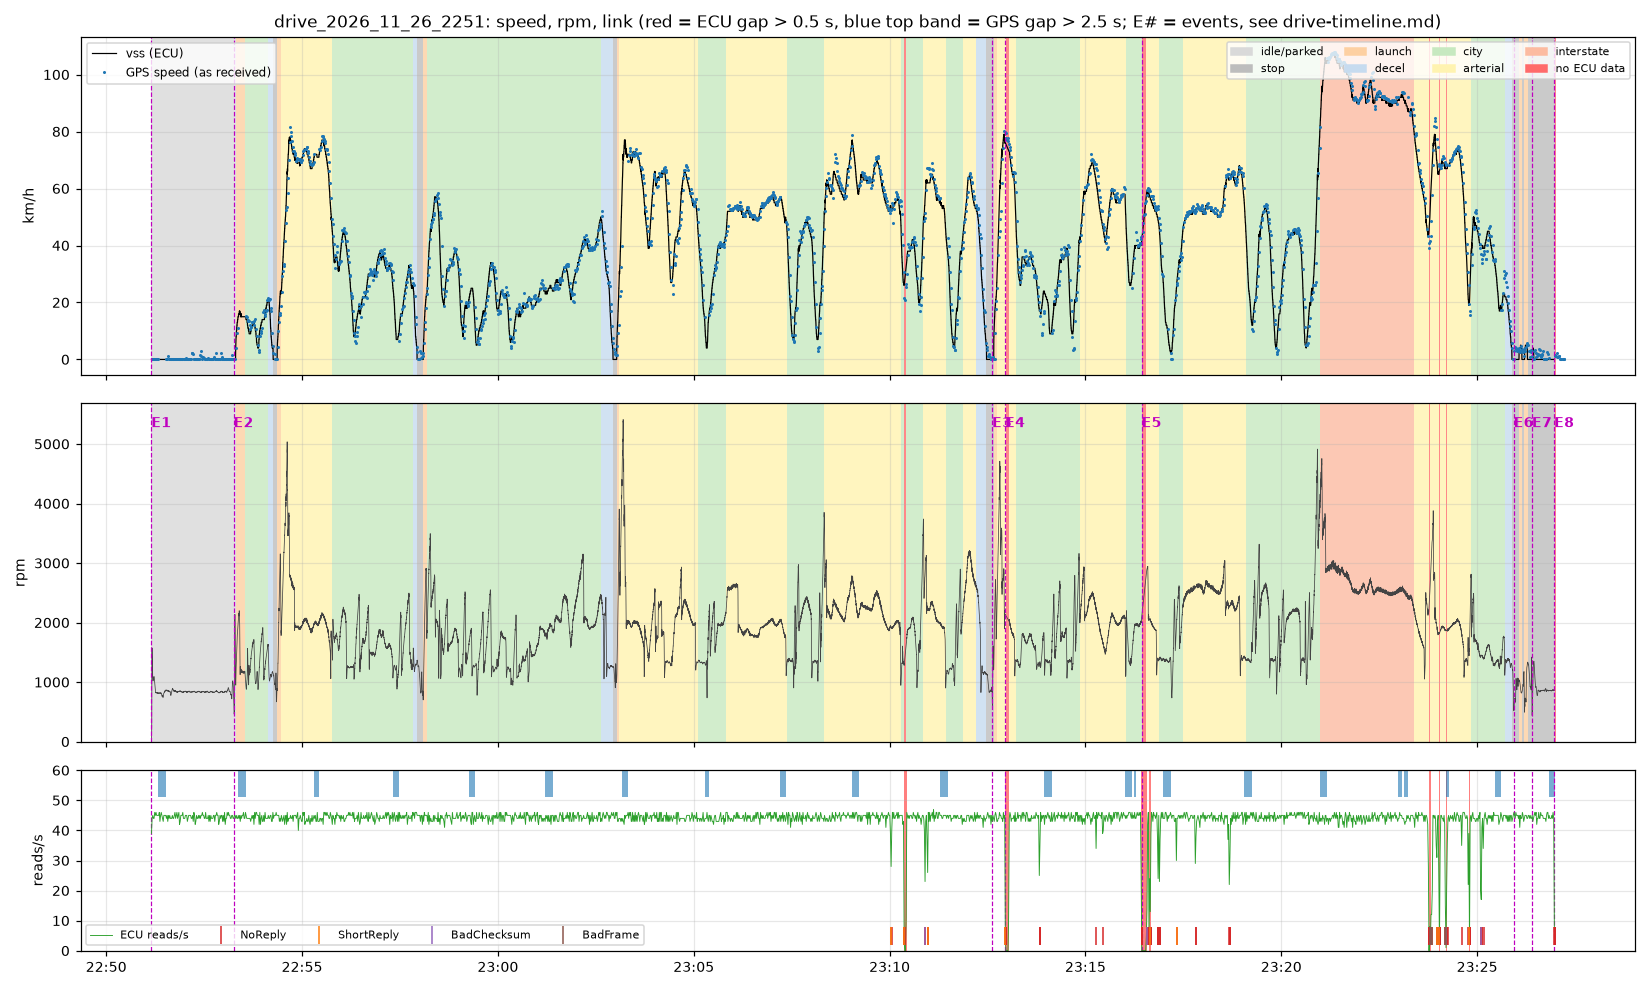 drive_2026_11_26_2251: speed, rpm, link (red = ECU gap > 0.5 s, blue top band = GPS gap > 2.5 s; E# = events, see drive-timeline.md)
vss (ECU)
GPS speed (as received)
idle/parked
stop
launch
decel
city
arterial
interstate
no ECU data
km/h
100
80
60
40
20
0
E1
E2
E3
E4
E5
E6
E7
E8
rpm
5000
4000
3000
2000
1000
0
reads/s
60
50
40
30
20
10
0
ECU reads/s
NoReply
ShortReply
BadChecksum
BadFrame
22:50
22:55
23:00
23:05
23:10
23:15
23:20
23:25